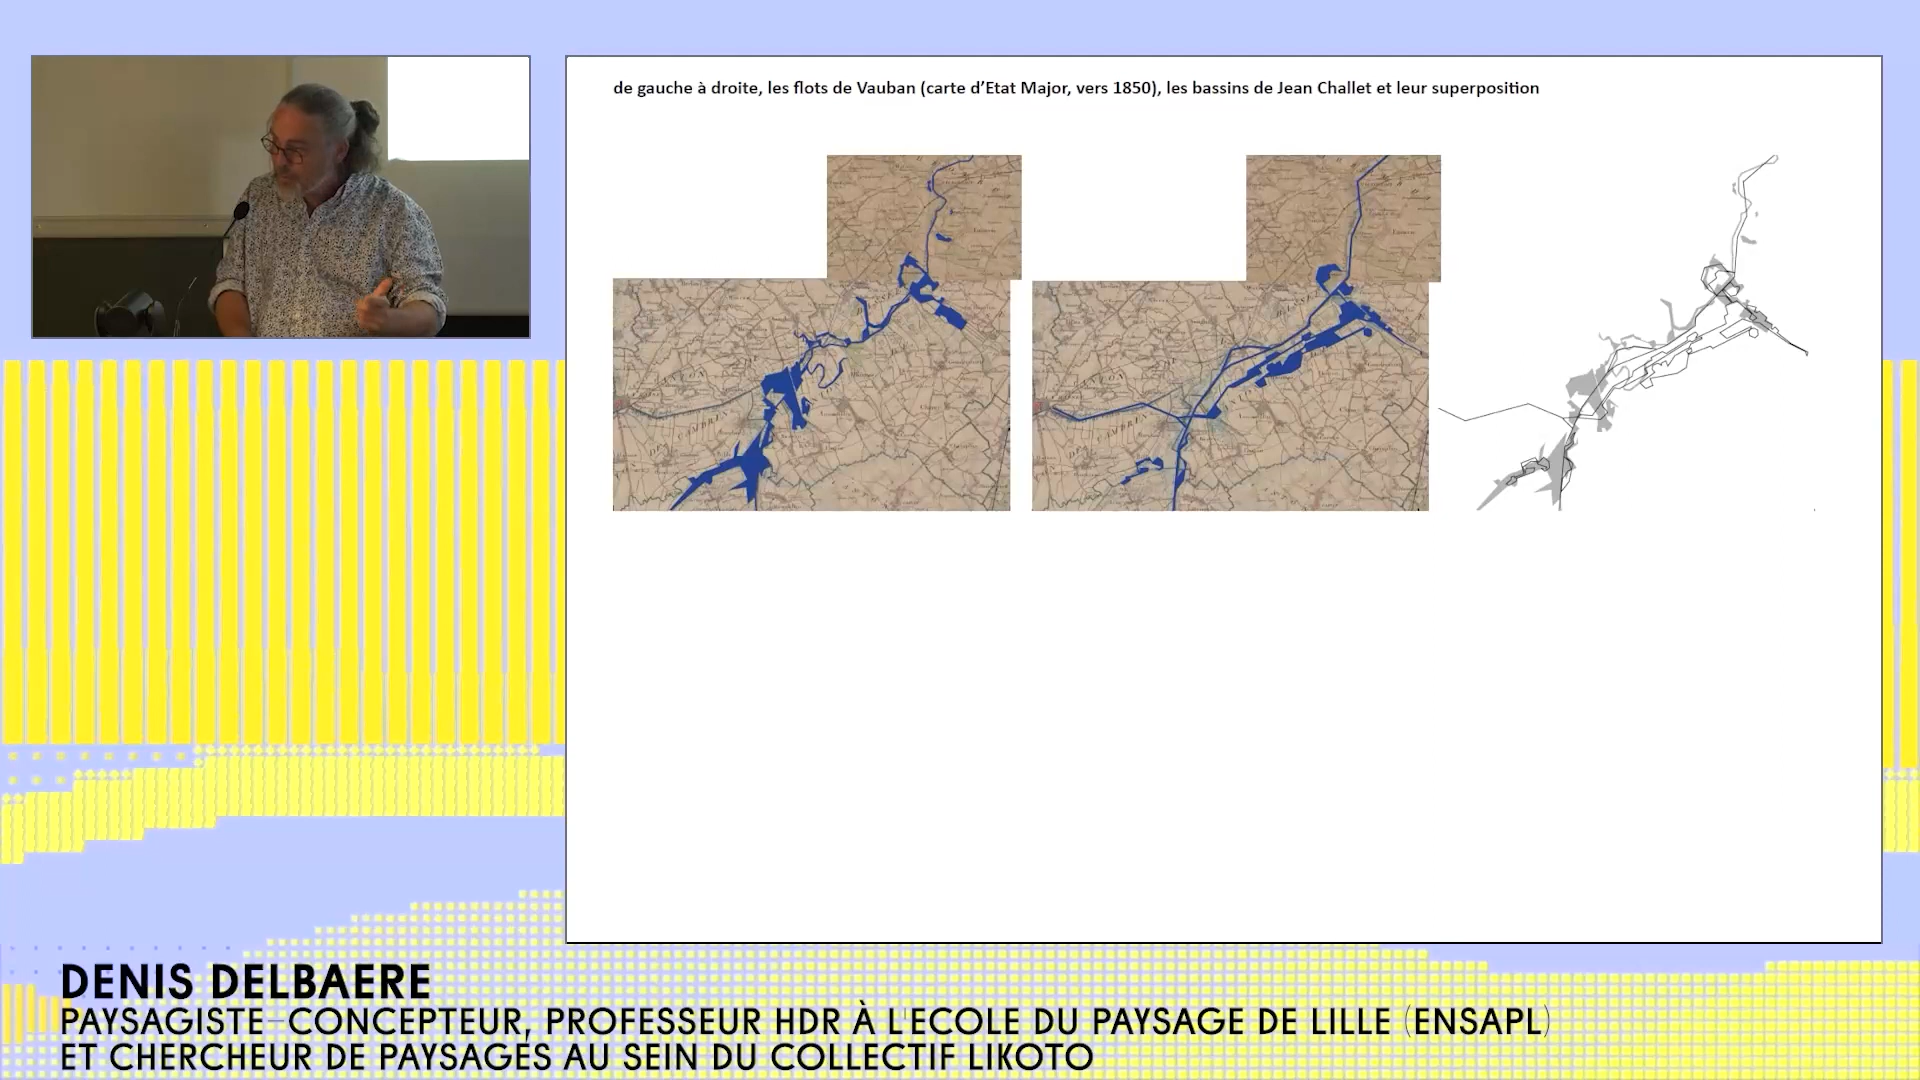 de gauche à droite, les flots de Vauban (carte d'Etat Major, vers 1850), les bassins de Jean Challet et leur superposition
DENIS DELBAERE
PAYSAGISTE-CONCEPTEUR, PROFESSEUR HDR À L'ECOLE DU PAYSAGE DE LILLE (ENSAPL)
ET CHERCHEUR DE PAYSAGES AU SEIN DU COLLECTIF LIKOTO